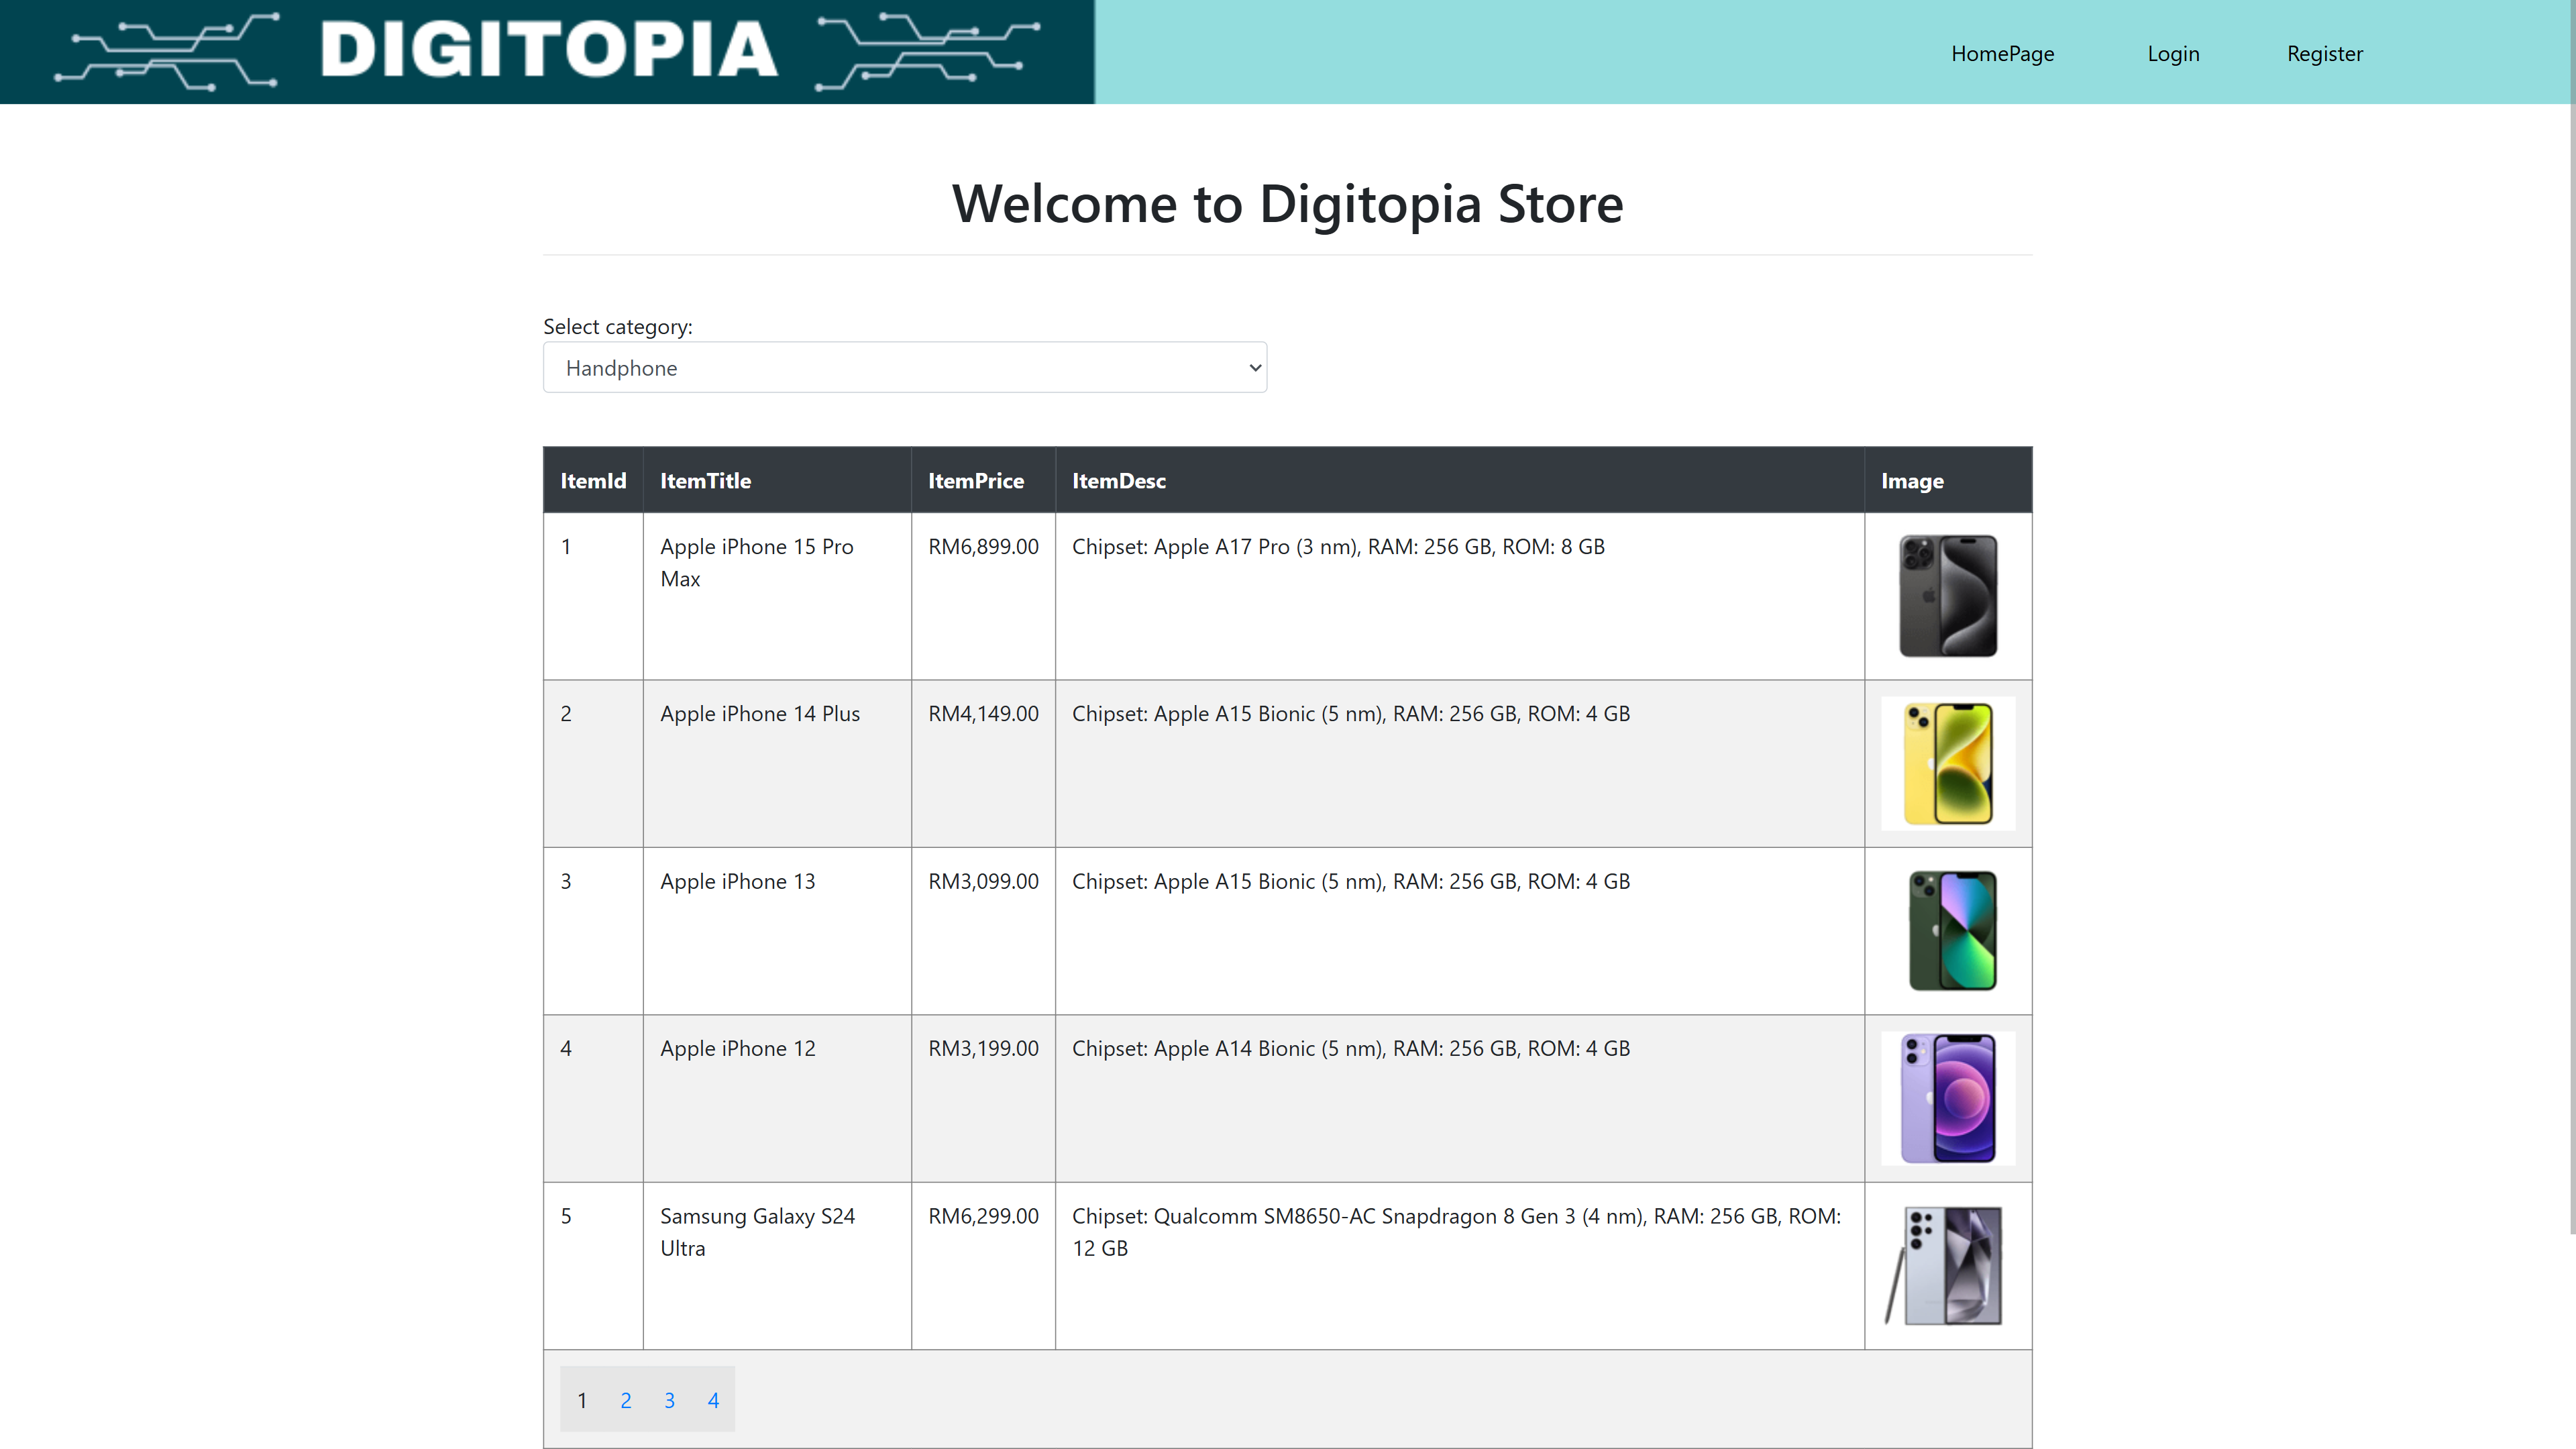 DIGITOPIA
HomePage Login Register
Welcome to Digitopia Store
Select category:
Handphone
ItemId ItemTitle ItemPrice ItemDesc Image
1 Apple iPhone 15 Pro RM6,899.00 Chipset: Apple A17 Pro (3 nm), RAM: 256 GB, ROM: 8 GB
Max
2 Apple iPhone 14 Plus RM4,149.00 Chipset: Apple A15 Bionic (5 nm), RAM: 256 GB, ROM: 4 GB
3 Apple iPhone 13 RM3,099.00 Chipset: Apple A15 Bionic (5 nm), RAM: 256 GB, ROM: 4 GB
4 Apple iPhone 12 RM3,199.00 Chipset: Apple A14 Bionic (5 nm), RAM: 256 GB, ROM: 4 GB
5 Samsung Galaxy S24 RM6,299.00 Chipset: Qualcomm SM8650-AC Snapdragon 8 Gen 3 (4 nm), RAM: 256 GB, ROM:
Ultra 12 GB
1 2 3 4